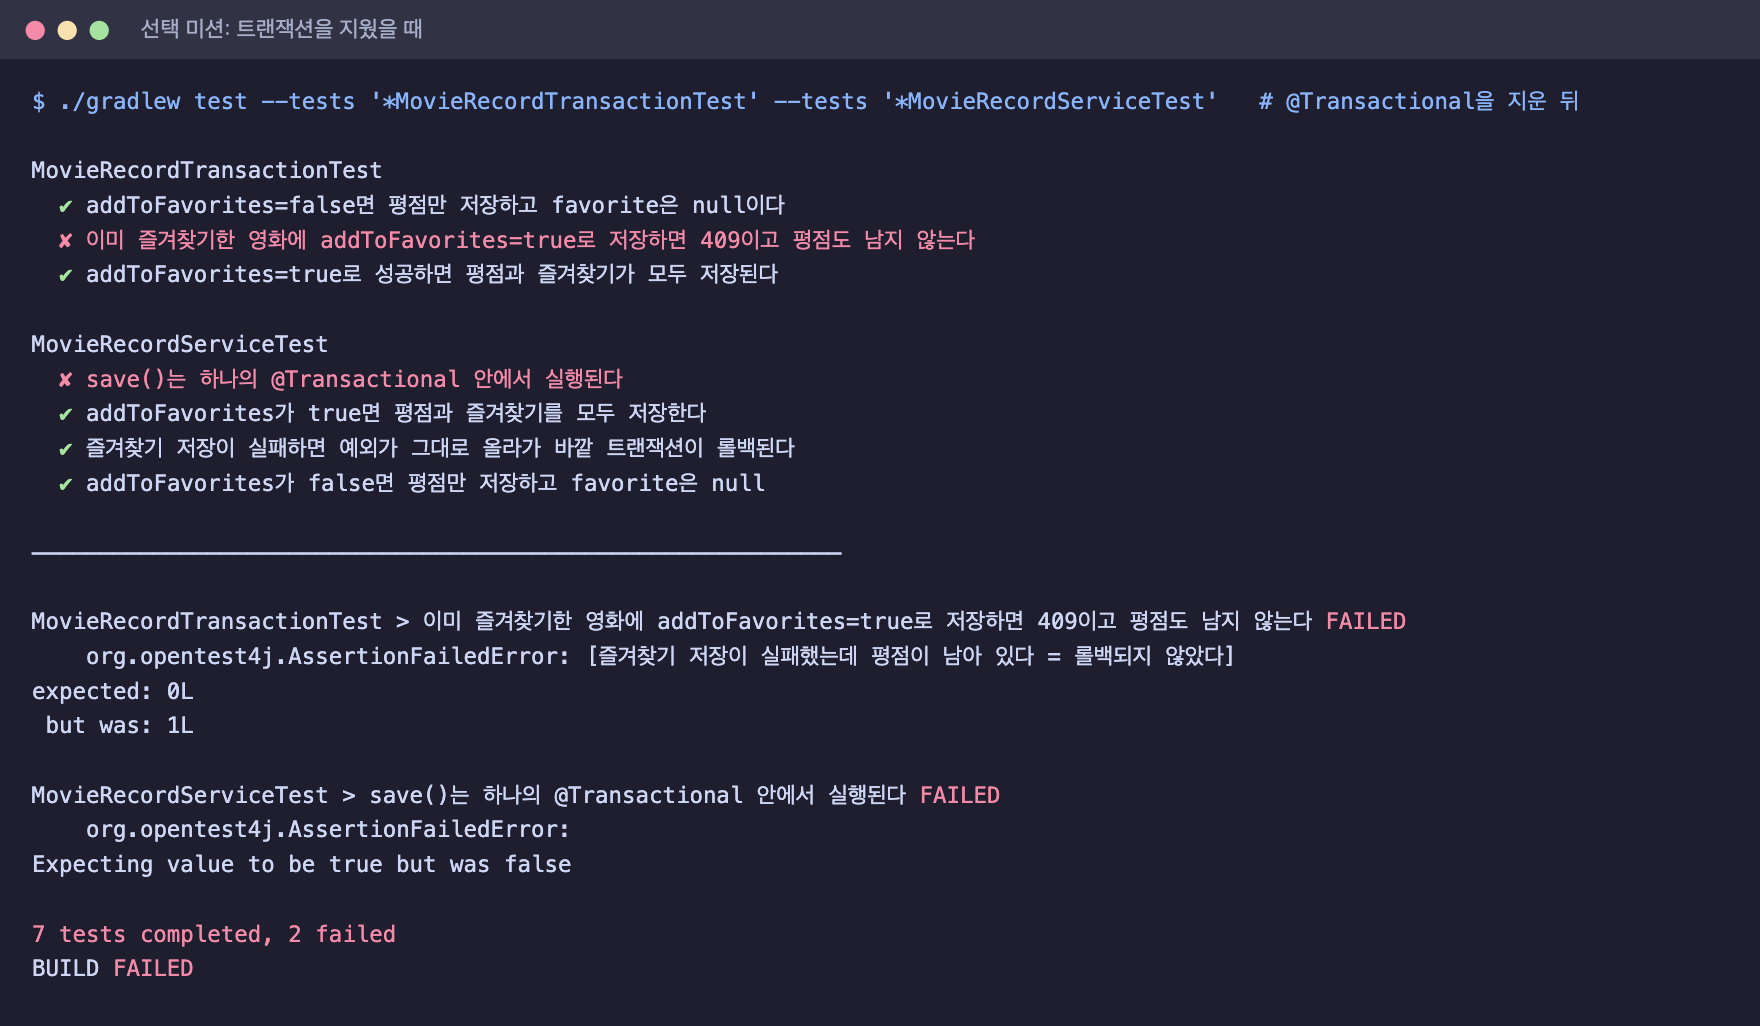 선택 미션: 트랜잭션을 지웠을 때
$ ./gradlew test --tests '*MovieRecordTransactionTest' --tests '*MovieRecordServiceTest'   # @Transactional을 지운 뒤
MovieRecordTransactionTest
✔ addToFavorites=false면 평점만 저장하고 favorite은 null이다
✘ 이미 즐겨찾기한 영화에 addToFavorites=true로 저장하면 409이고 평점도 남지 않는다
✔ addToFavorites=true로 성공하면 평점과 즐겨찾기가 모두 저장된다
MovieRecordServiceTest
✘ save()는 하나의 @Transactional 안에서 실행된다
✔ addToFavorites가 true면 평점과 즐겨찾기를 모두 저장한다
✔ 즐겨찾기 저장이 실패하면 예외가 그대로 올라가 바깥 트랜잭션이 롤백된다
✔ addToFavorites가 false면 평점만 저장하고 favorite은 null
MovieRecordTransactionTest > 이미 즐겨찾기한 영화에 addToFavorites=true로 저장하면 409이고 평점도 남지 않는다 FAILED
org.opentest4j.AssertionFailedError: [즐겨찾기 저장이 실패했는데 평점이 남아 있다 = 롤백되지 않았다]
expected: 0L
but was: 1L
MovieRecordServiceTest > save()는 하나의 @Transactional 안에서 실행된다 FAILED
org.opentest4j.AssertionFailedError:
Expecting value to be true but was false
7 tests completed, 2 failed
BUILD FAILED